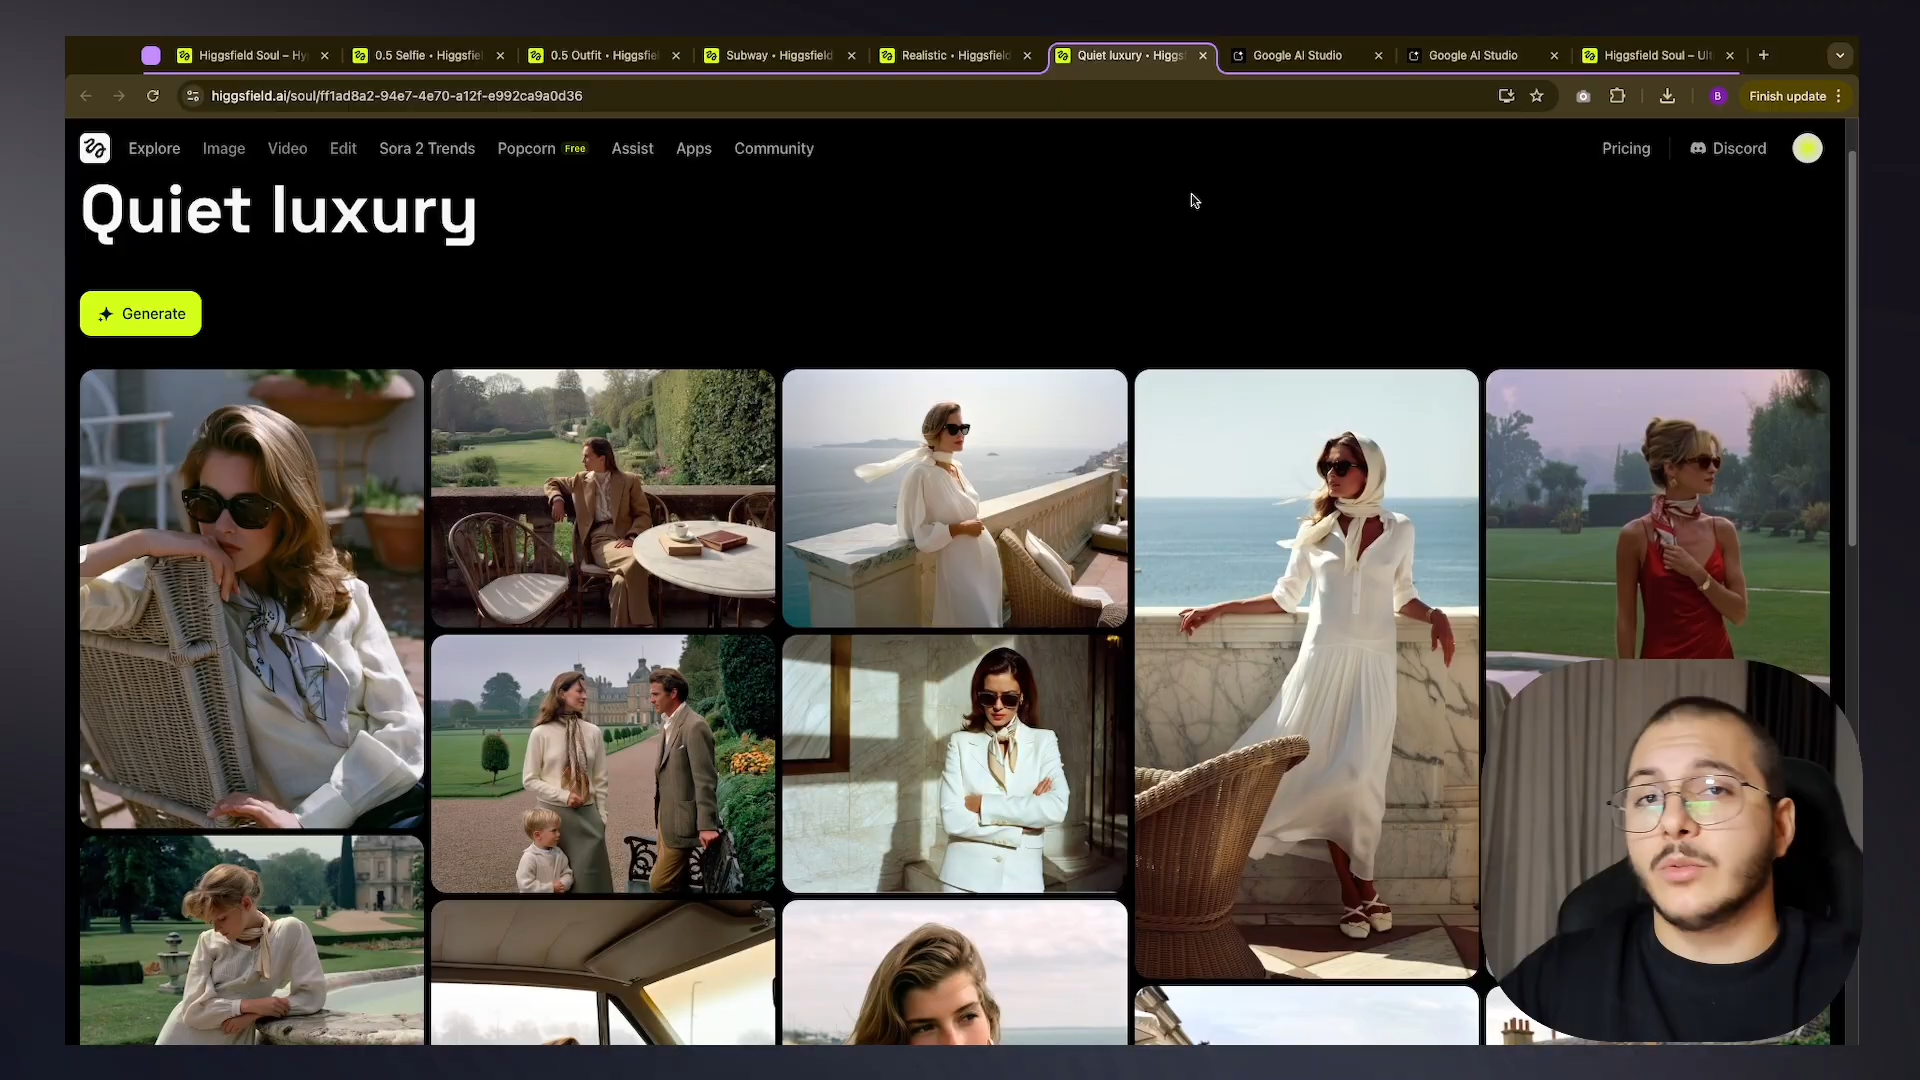 Higgsfield Soul – Hy
0.5 Selfie • Higgsfie
0.5 Outfit • Higgsfie
Subway • Higgsfield
Realistic • Higgsfield
Quiet luxury • Higgs
Google AI Studio
Google AI Studio
Higgsfield Soul – Ul
higgsfield.ai/soul/ff1ad8a2-94e7-4e70-a12f-e992ca9a0d36
B
Finish update
Explore
Image
Video
Edit
Sora 2 Trends
Popcorn Free
Assist
Apps
Community
Pricing
Discord
Quiet luxury
Generate